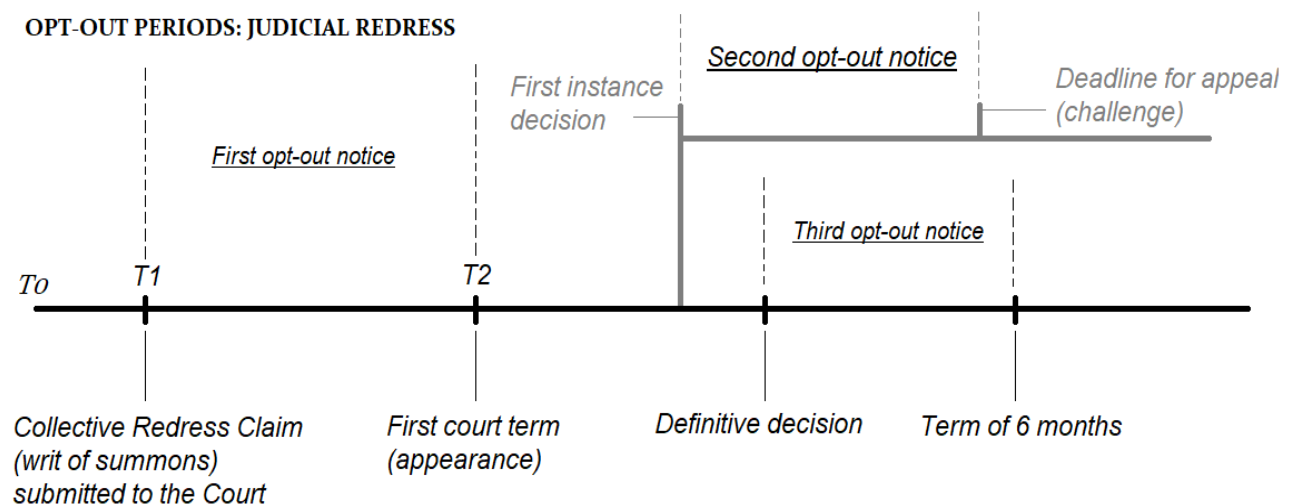 OPT-OUT PERIODS: JUDICIAL REDRESS
Second opt-out notice
First instance
decision
Deadline for appeal
(challenge)
First opt-out notice
Third opt-out notice
To
T1
T2
Collective Redress Claim
(writ of summons)
submitted to the Court
First court term
(appearance)
Definitive decision
Term of 6 months